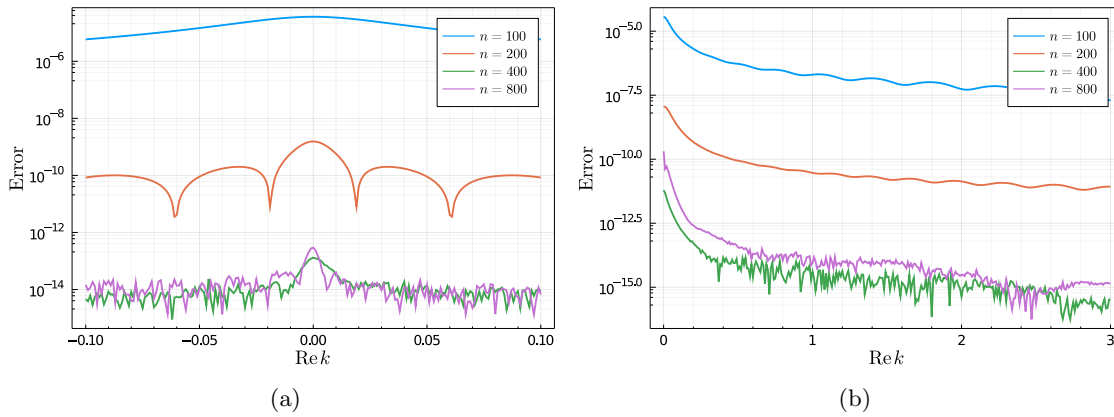 10^{-6}
10^{-8}
10^{-10}
10^{-12}
10^{-14}
Error
n = 100
n = 200
n = 400
n = 800
-0.10
-0.05
0.00
0.05
0.10
Re k
(a)
10^{-5.0}
10^{-7.5}
10^{-10.0}
10^{-12.5}
10^{-15.0}
Error
n = 100
n = 200
n = 400
n = 800
0
1
2
3
Re k
(b)